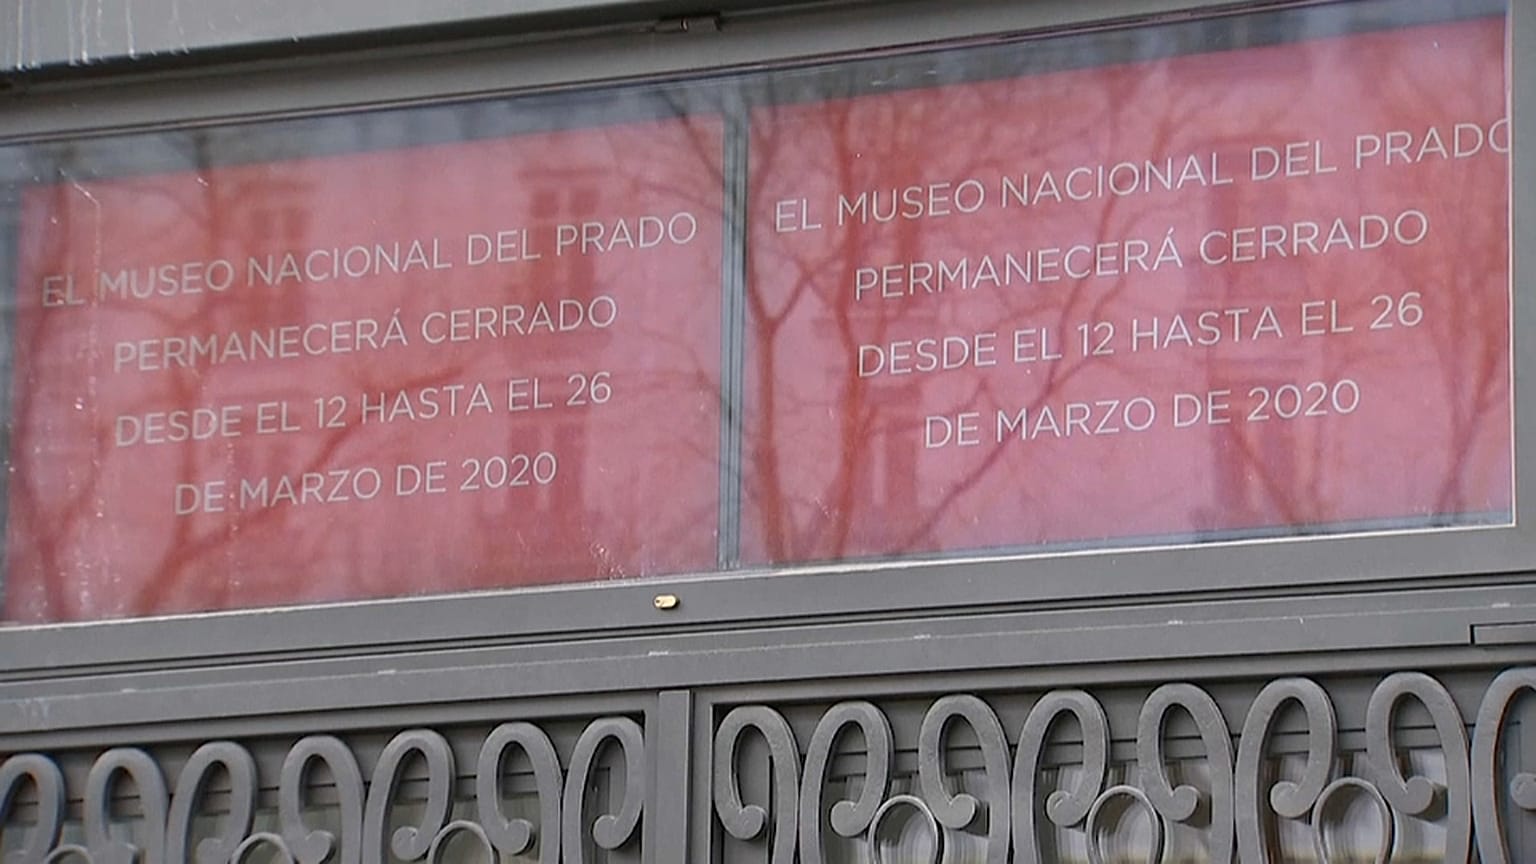 EL MUSEO NACIONAL DEL PRADO
PERMANECERÁ CERRADO
DESDE EL 12 HASTA EL 26
DE MARZO DE 2020
EL MUSEO NACIONAL DEL PRADO
PERMANECERÁ CERRADO
DESDE EL 12 HASTA EL 26
DE MARZO DE 2020